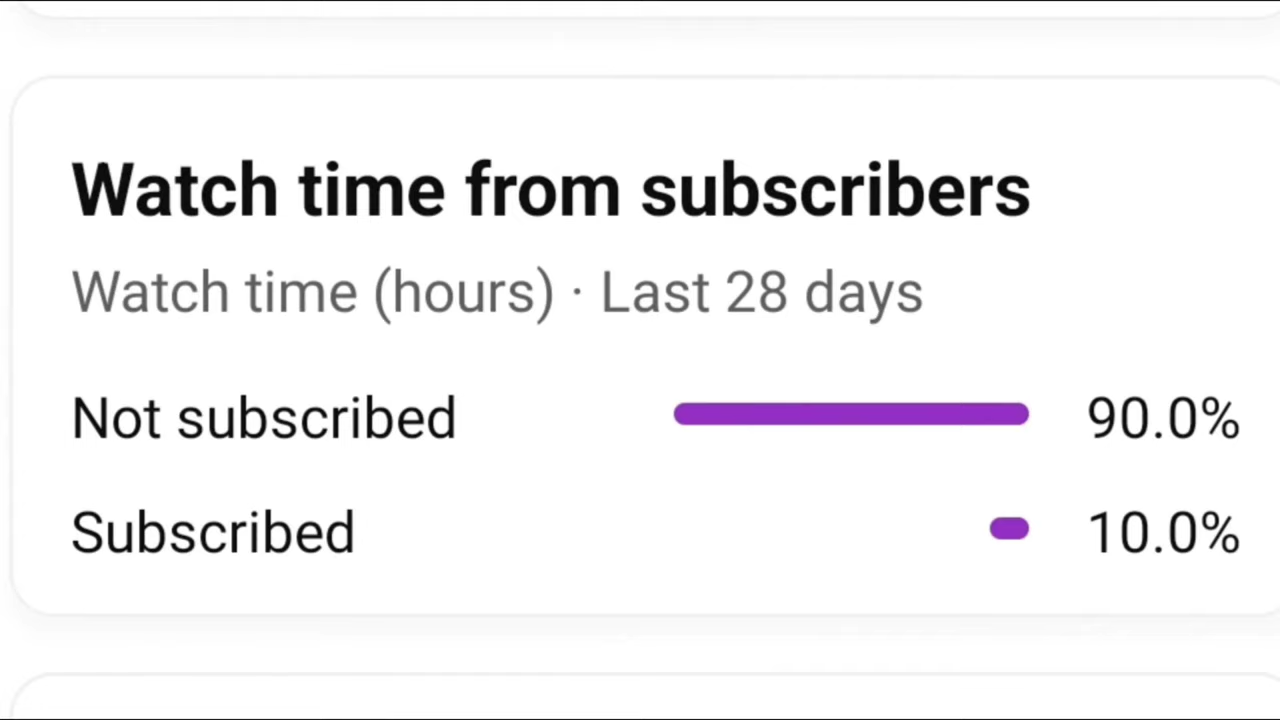 Watch time from subscribers
Watch time (hours) · Last 28 days
Not subscribed 90.0%
Subscribed 10.0%